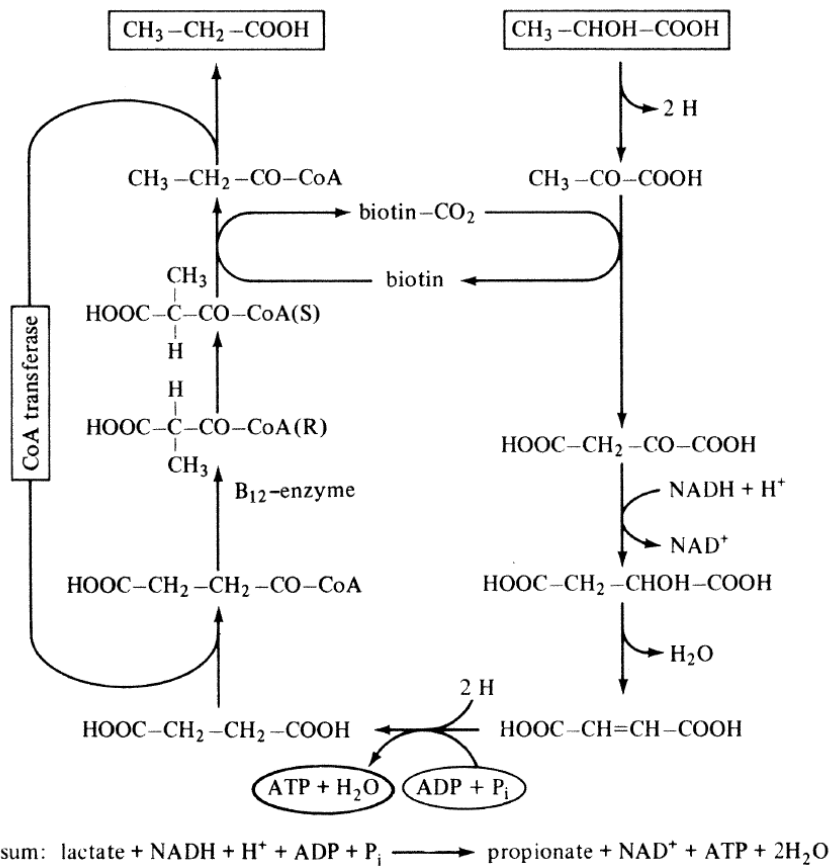 CH₃–CH₂–COOH
CH₃–CHOH–COOH
2 H
CH₃–CH₂–CO–CoA
CH₃–CO–COOH
biotin–CO₂
biotin
CH₃
HOOC–C–CO–CoA(S)
H
H
HOOC–C–CO–CoA(R)
CH₃
CoA transferase
HOOC–CH₂–CO–COOH
B₁₂–enzyme
NADH + H⁺
NAD⁺
HOOC–CH₂–CH₂–CO–CoA
HOOC–CH₂–CHOH–COOH
H₂O
2 H
HOOC–CH₂–CH₂–COOH
HOOC–CH=CH–COOH
ATP + H₂O
ADP + Pᵢ
sum: lactate + NADH + H⁺ + ADP + Pᵢ ⟶ propionate + NAD⁺ + ATP + 2H₂O